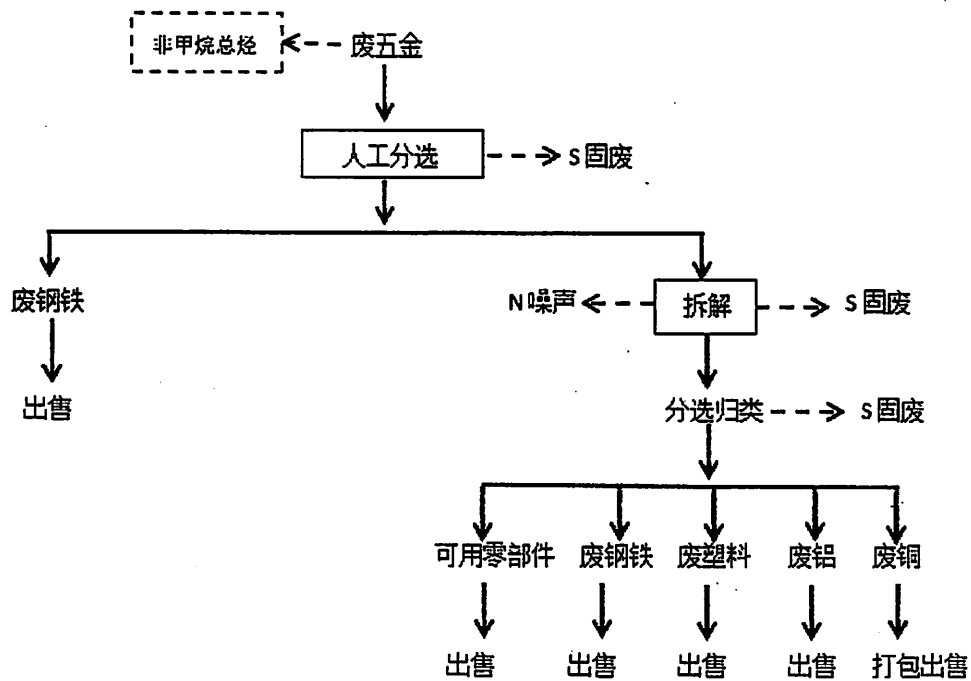 非甲烷总烃
废五金
人工分选
S固废
废钢铁
N噪声
拆解
S固废
出售
分选归类
S固废
可用零部件
废钢铁
废塑料
废铝
废铜
出售
出售
出售
出售
打包出售